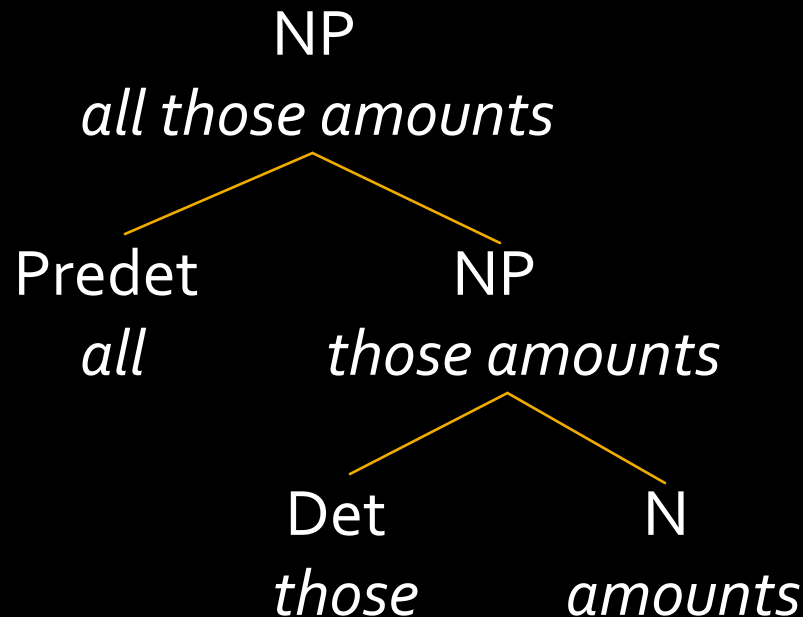 NP
all those amounts
Predet NP
all those amounts
Det N
those amounts